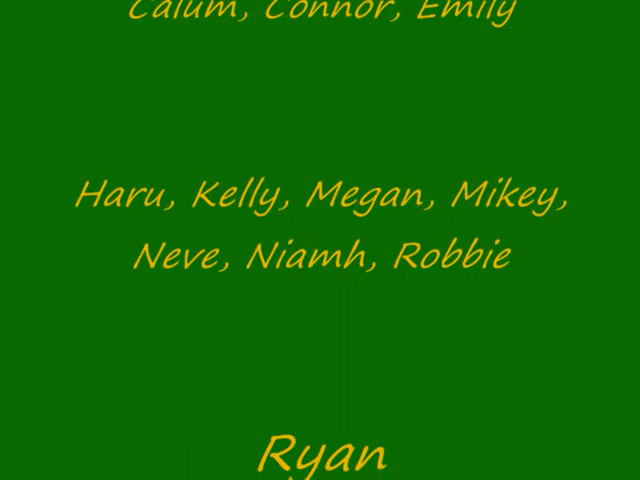 Calum, Connor, Emily
Haru, Kelly, Megan, Mikey,
Neve, Niamh, Robbie
Ryan